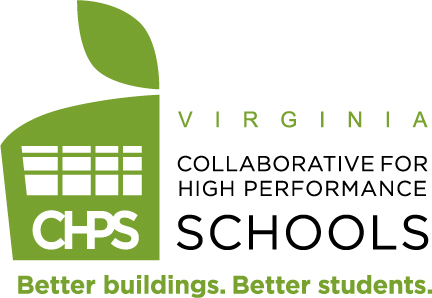 VIRGINIA
COLLABORATIVE FOR
HIGH PERFORMANCE
SCHOOLS
CHPS
Better buildings. Better students.